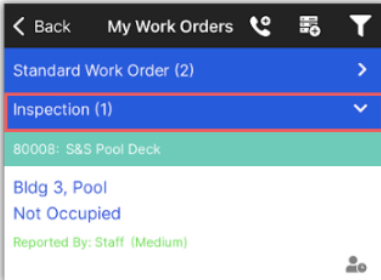 Back My Work Orders
Standard Work Order (2)
Inspection (1)
80008: S&S Pool Deck
Bldg 3, Pool
Not Occupied
Reported By: Staff (Medium)